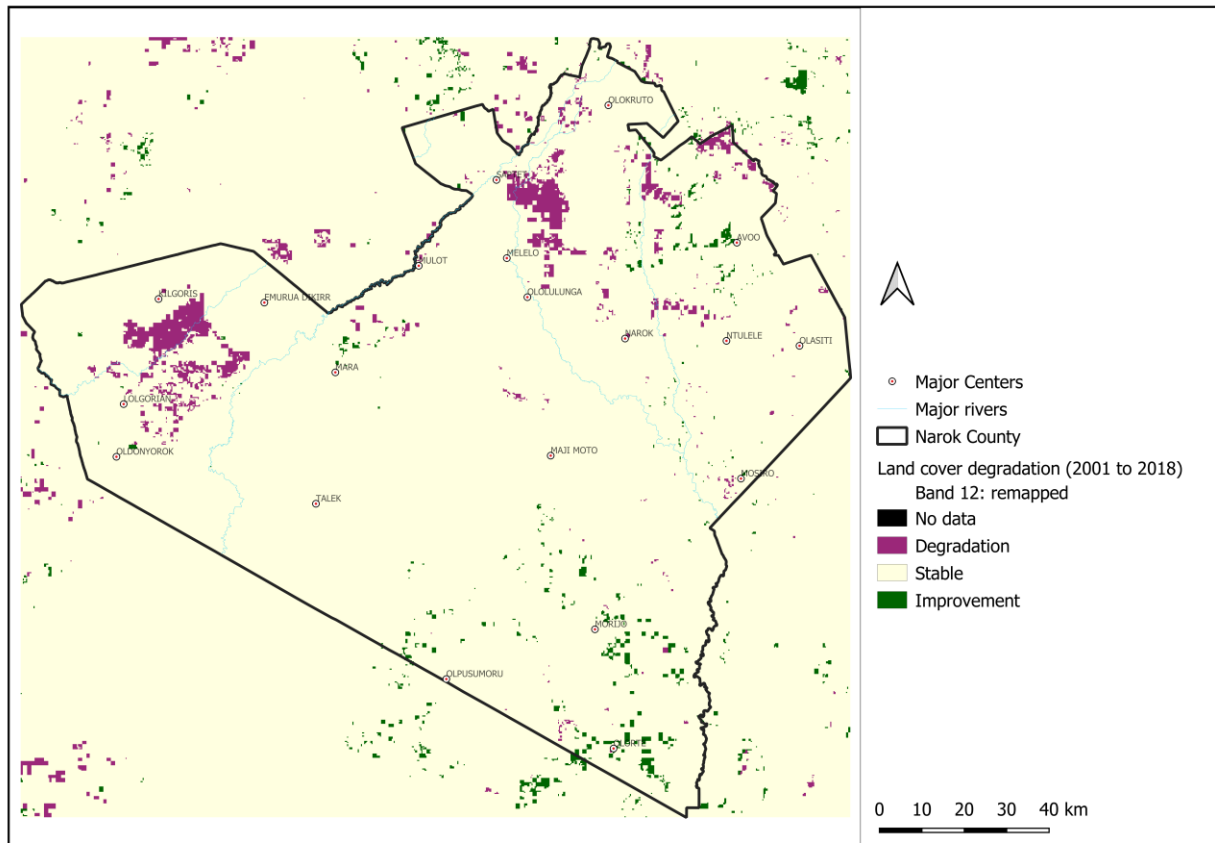 OLOKRUTO
AVOO
MULOT
MELELO
OLOLULUNGA
KILGORIS
EMURUA DIKIRR
NAROK
NTULELE
OLASITI
MARA
LOLGORIAN
OLDONYOROK
MAJI MOTO
MOSIRO
TALEK
MORIJO
OLPUSUMORU
OLORTE
Major Centers
Major rivers
Narok County
Land cover degradation (2001 to 2018)
Band 12: remapped
No data
Degradation
Stable
Improvement
0 10 20 30 40 km